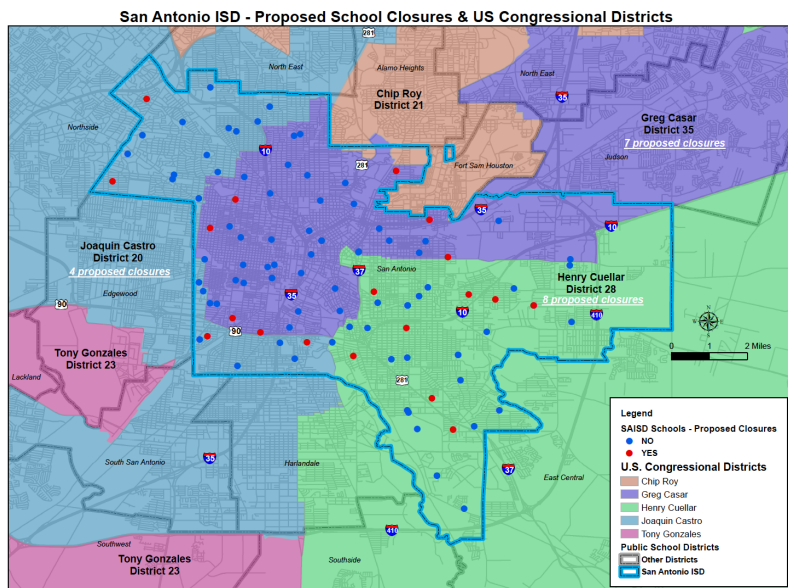 San Antonio ISD - Proposed School Closures & US Congressional Districts
281
North East
Alamo Heights
Chip Roy
District 21
North East
35
Greg Casar
District 35
7 proposed closures
Northside
10
281
Fort Sam Houston
Judson
35
10
Joaquin Castro
District 20
4 proposed closures
San Antonio
37
Henry Cuellar
District 28
8 proposed closures
Edgewood
90
35
10
410
90
Tony Gonzales
District 23
Lackland
281
N
W
E
S
0 1 2 Miles
South San Antonio
35
Harlandale
37
East Central
410
Southwest
Tony Gonzales
District 23
Southside
Legend
SAISD Schools - Proposed Closures
NO
YES
U.S. Congressional Districts
Chip Roy
Greg Casar
Henry Cuellar
Joaquin Castro
Tony Gonzales
Public School Districts
Other Districts
San Antonio ISD